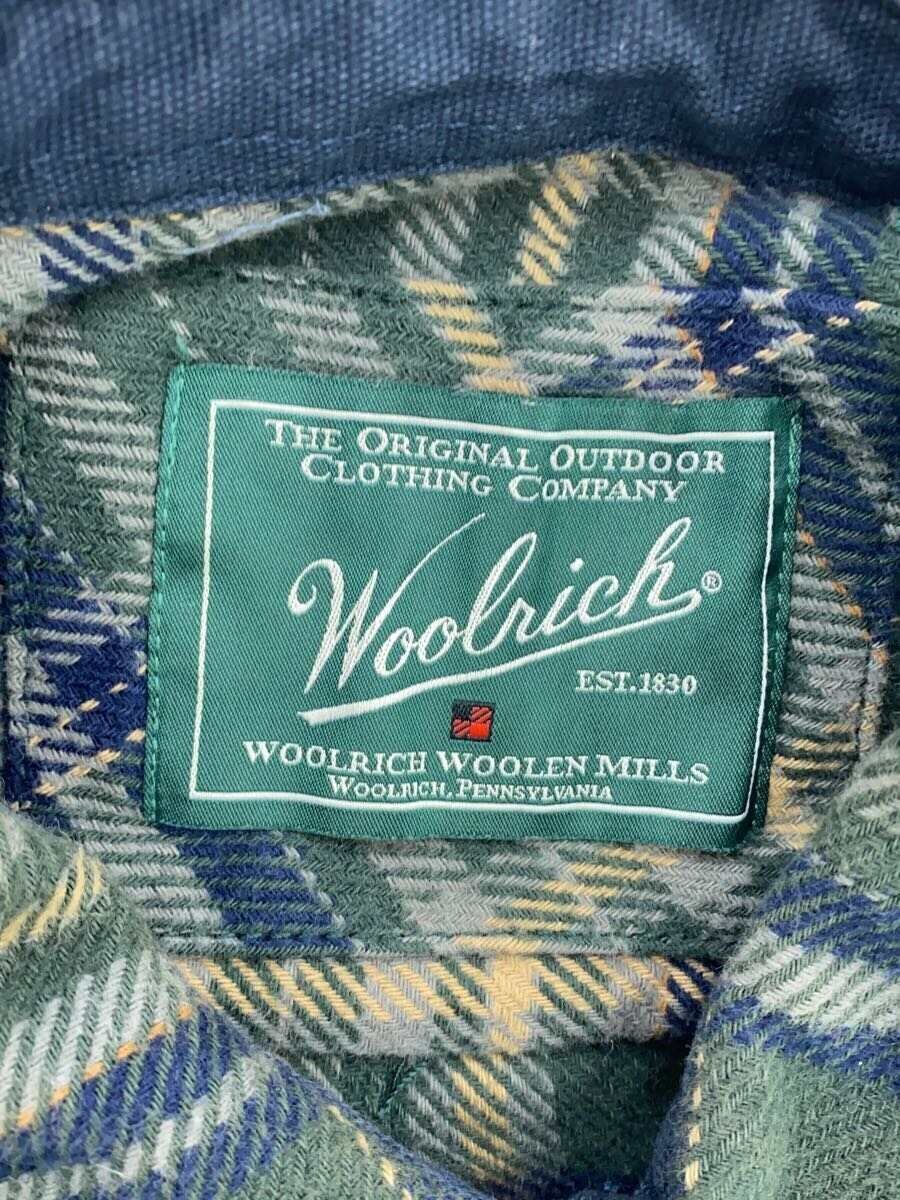 THE ORIGINAL OUTDOOR
CLOTHING COMPANY
Woolrich®
EST. 1830
WOOLRICH WOOLEN MILLS
WOOLRICH, PENNSYLVANIA